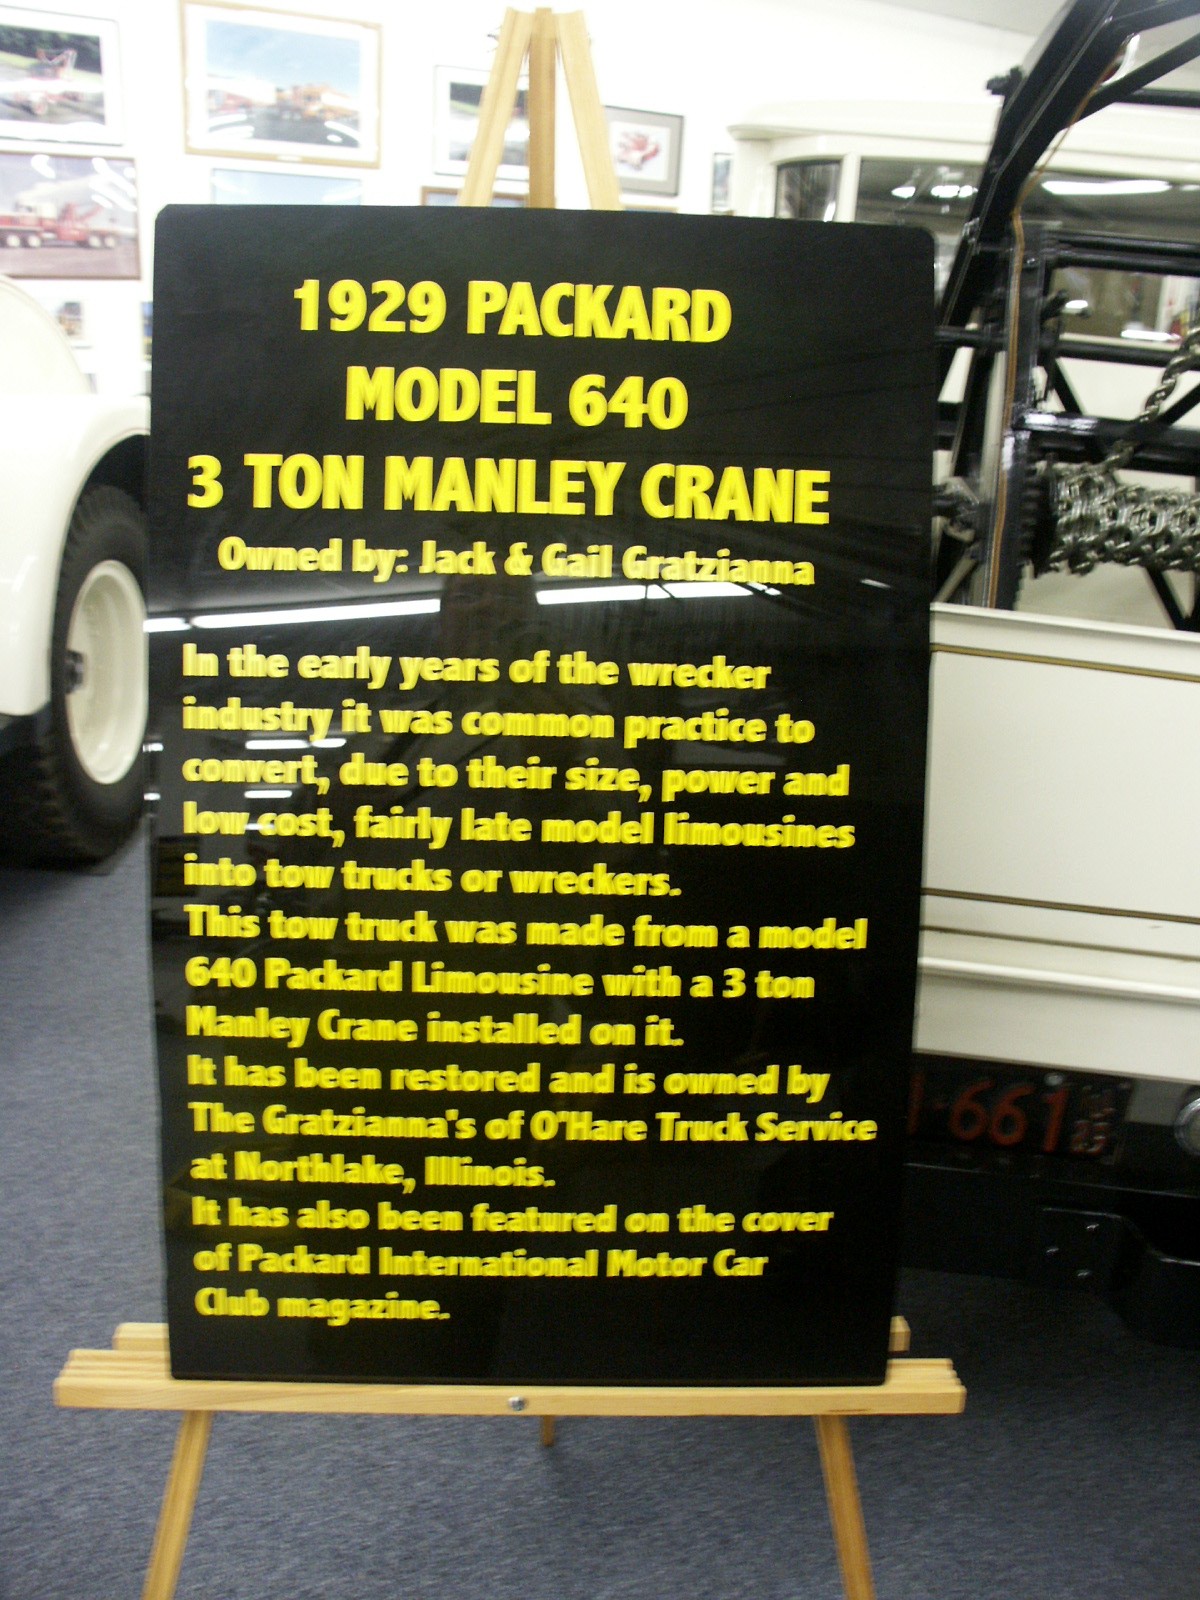 1929 PACKARD
MODEL 640
3 TON MANLEY CRANE
Owned by: Jack & Gail Gratzianna
In the early years of the wrecker
industry it was common practice to
convert, due to their size, power and
low cost, fairly late model limousines
into tow trucks or wreckers.
This tow truck was made from a model
640 Packard Limousine with a 3 ton
Manley Crane installed on it.
It has been restored and is owned by
The Gratzianna's of O'Hare Truck Service
at Northlake, Illinois.
It has also been featured on the cover
of Packard International Motor Car
Club magazine.
661